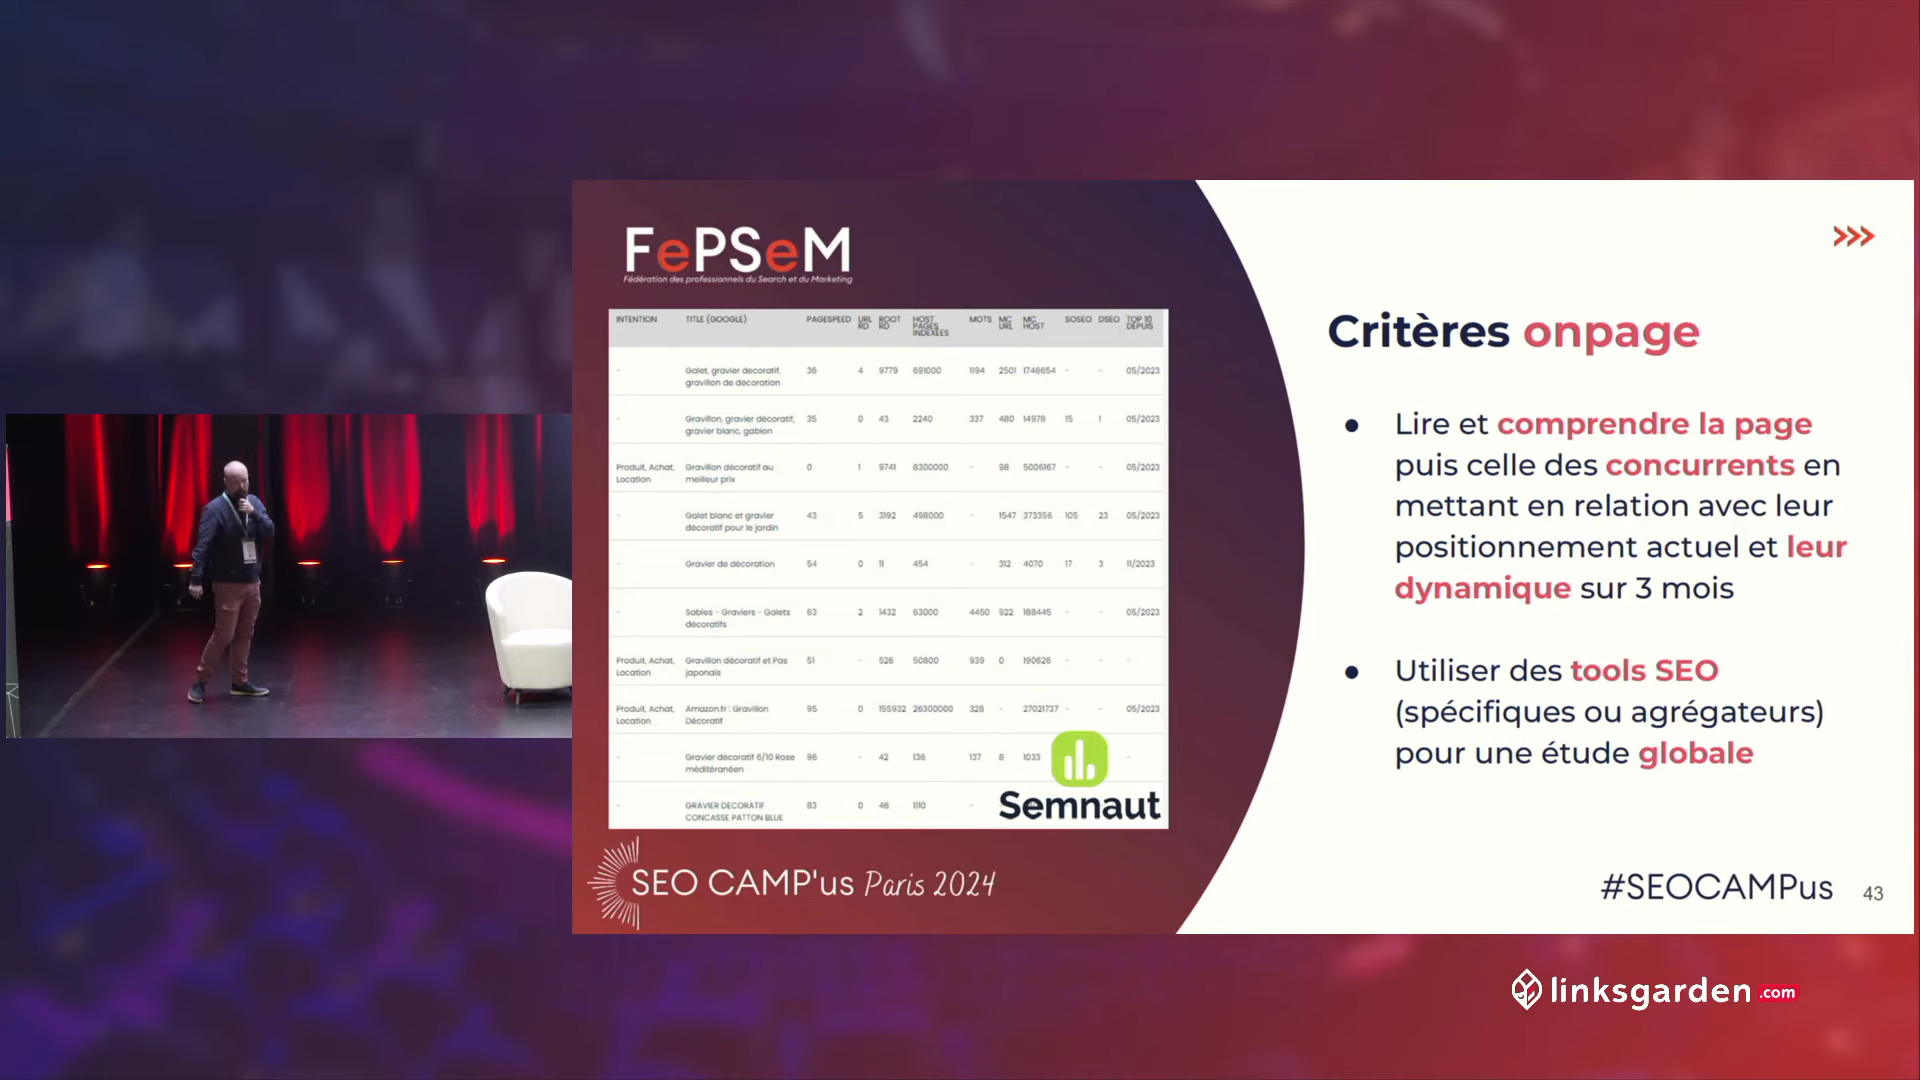 FePSeM
Fédération des professionnels du Search et du Marketing
INTENTION TITLE (GOOGLE) PAGESPEED URL RD ROOT RD HOST PAGES INDEXÉES MOTS MC URL MC HOST SOSEO DSEO TOP 10 DEPUIS
- Galet, gravier decoratif, gravillon de decoration 36 4 9779 691000 1194 2501 1746654 - - 05/2023
- Gravillon, gravier décoratif, gravier blanc, gabion 35 0 43 2240 337 480 14978 15 1 05/2023
Produit, Achat, Location Gravillon décoratif au meilleur prix 0 1 9741 8300000 - 98 5006167 - - 05/2023
- Galet blanc et gravier décoratif pour le jardin 43 5 3192 498000 - 1547 373356 105 23 05/2023
- Gravier de décoration 54 0 11 454 - 312 4070 17 3 11/2023
- Sables - Graviers - Galets décoratifs 63 2 1432 63000 4450 922 188445 - - 05/2023
Produit, Achat, Location Gravillon décoratif et Pas japonais 51 - 526 50800 939 0 190626 - - -
Produit, Achat, Location Amazon.fr : Gravillon Décoratif 95 0 155932 26300000 328 - 27021737 - - 05/2023
- Gravier décoratif 6/10 Rose méditéranéen 96 - 42 136 137 8 1033 -
- GRAVIER DECORATIF CONCASSE PATTON BLUE 83 0 46 1110 -
Semnaut
SEO CAMP'us Paris 2024
Critères onpage
● Lire et comprendre la page
puis celle des concurrents en
mettant en relation avec leur
positionnement actuel et leur
dynamique sur 3 mois
● Utiliser des tools SEO
(spécifiques ou agrégateurs)
pour une étude globale
#SEOCAMPus 43
linksgarden .com